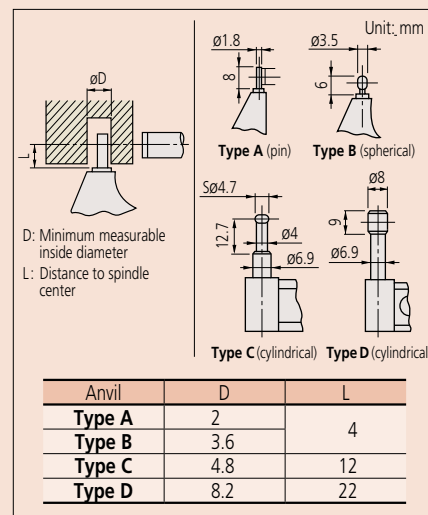 øD
L
D: Minimum measurable
inside diameter
L: Distance to spindle
center
Unit: mm
ø1.8
8
Type A (pin)
ø3.5
6
Type B (spherical)
Sø4.7
12.7
ø4
ø6.9
Type C (cylindrical)
ø8
9
ø6.9
Type D (cylindrical)
Anvil D L
Type A 2 4
Type B 3.6
Type C 4.8 12
Type D 8.2 22